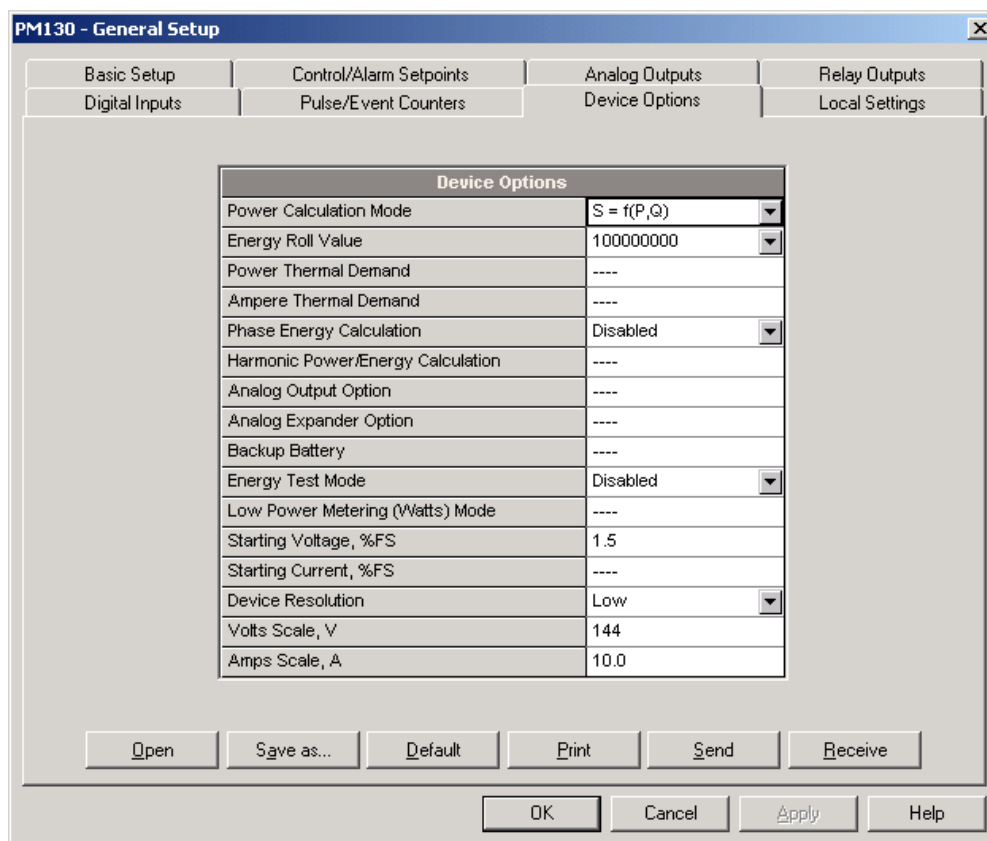 PM130 - General Setup
Basic Setup Control/Alarm Setpoints Analog Outputs Relay Outputs
Digital Inputs Pulse/Event Counters Device Options Local Settings
Device Options
Power Calculation Mode S = f(P,Q)
Energy Roll Value 100000000
Power Thermal Demand ----
Ampere Thermal Demand ----
Phase Energy Calculation Disabled
Harmonic Power/Energy Calculation ----
Analog Output Option ----
Analog Expander Option ----
Backup Battery ----
Energy Test Mode Disabled
Low Power Metering (Watts) Mode ----
Starting Voltage, %FS 1.5
Starting Current, %FS ----
Device Resolution Low
Volts Scale, V 144
Amps Scale, A 10.0
Open Save as... Default Print Send Receive
OK Cancel Apply Help